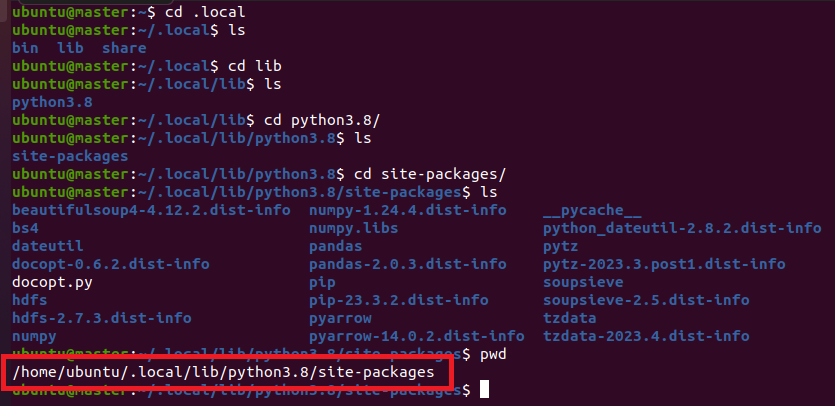 ubuntu@master:~$ cd .local
ubuntu@master:~/.local$ ls
bin  lib  share
ubuntu@master:~/.local$ cd lib
ubuntu@master:~/.local/lib$ ls
python3.8
ubuntu@master:~/.local/lib$ cd python3.8/
ubuntu@master:~/.local/lib/python3.8$ ls
site-packages
ubuntu@master:~/.local/lib/python3.8$ cd site-packages/
ubuntu@master:~/.local/lib/python3.8/site-packages$ ls
beautifulsoup4-4.12.2.dist-info  numpy-1.24.4.dist-info  __pycache__
bs4  numpy.libs  python_dateutil-2.8.2.dist-info
dateutil  pandas  pytz
docopt-0.6.2.dist-info  pandas-2.0.3.dist-info  pytz-2023.3.post1.dist-info
docopt.py  pip  soupsieve
hdfs  pip-23.3.2.dist-info  soupsieve-2.5.dist-info
hdfs-2.7.3.dist-info  pyarrow  tzdata
numpy  pyarrow-14.0.2.dist-info  tzdata-2023.4.dist-info
ubuntu@master:~/.local/lib/python3.8/site-packages$ pwd
/home/ubuntu/.local/lib/python3.8/site-packages
ubuntu@master:~/.local/lib/python3.8/site-packages$